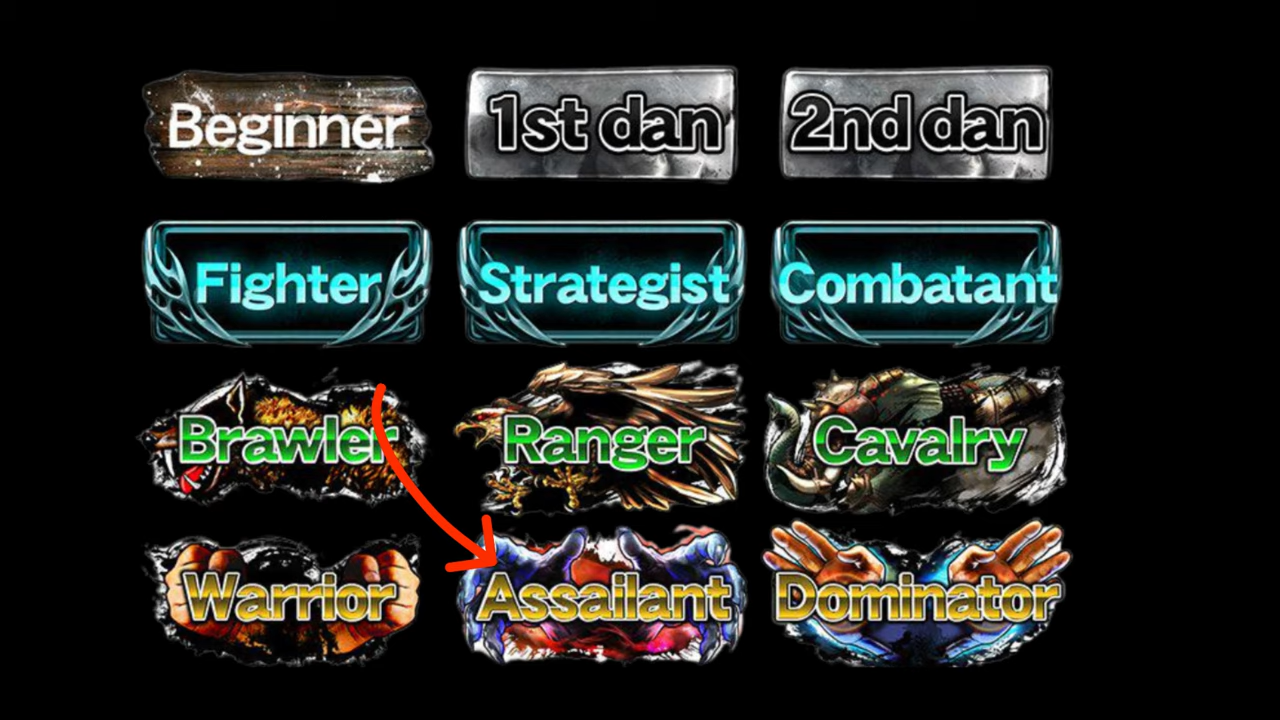 Beginner 1st dan 2nd dan
Fighter Strategist Combatant
Brawler Ranger Cavalry
Warrior Assailant Dominator